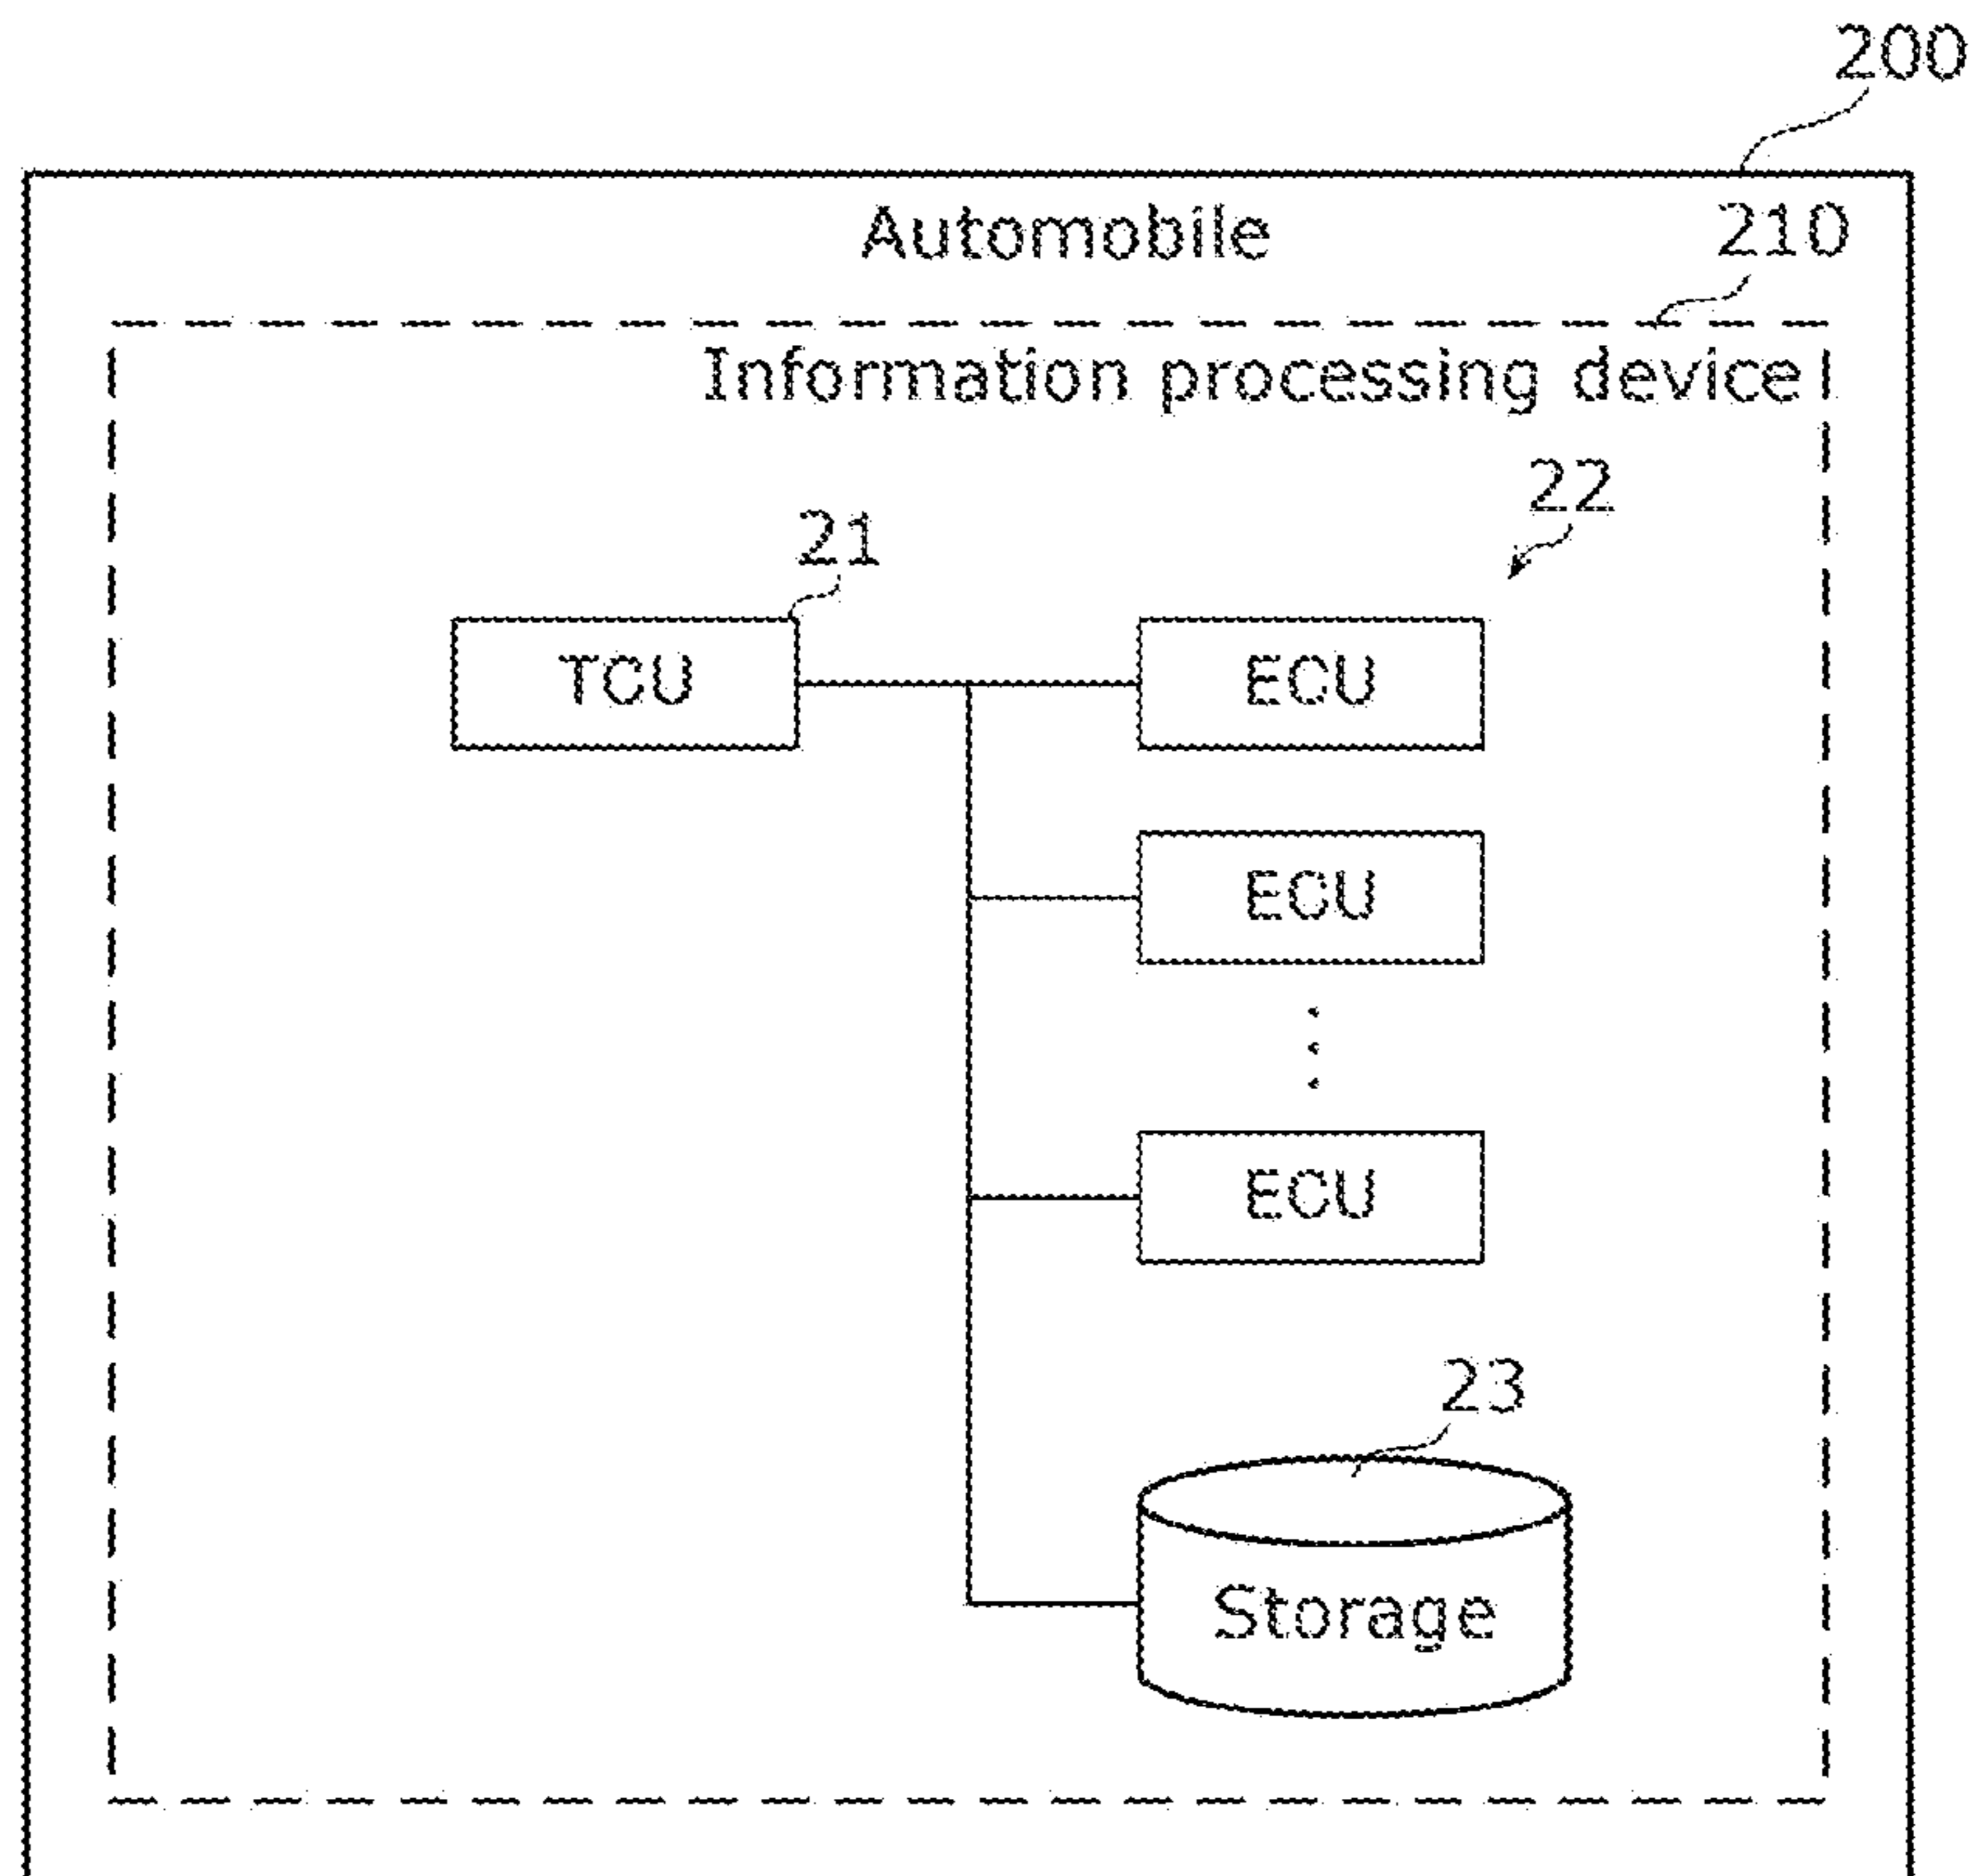 200
Automobile
210
Information processing device
22
21
TCU
ECU
ECU
ECU
23
Storage